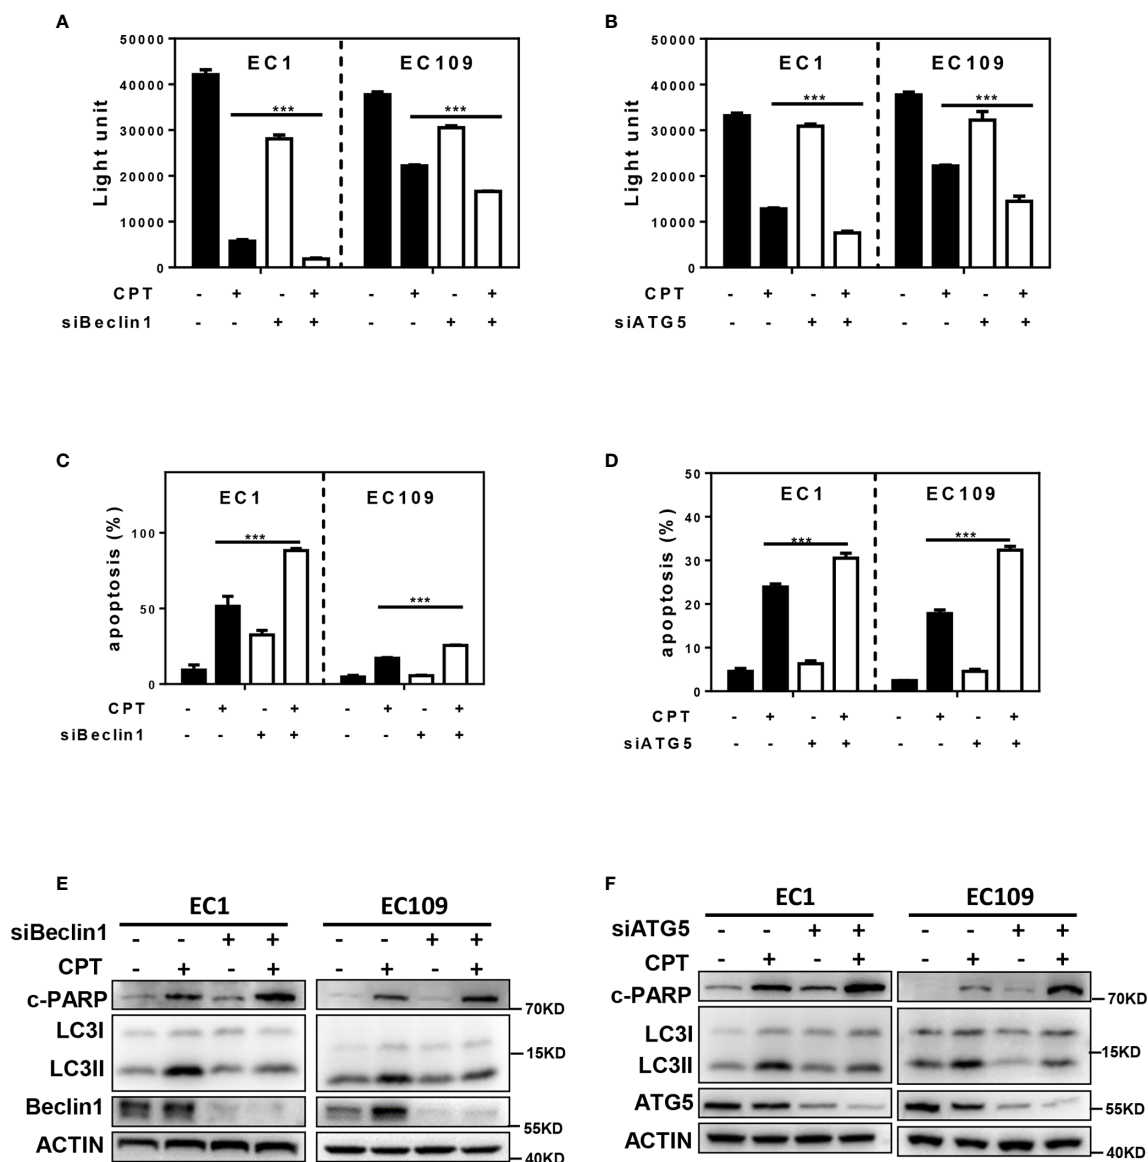 A
50000
40000
30000
20000
10000
0
Light unit
EC1
EC109
***
***
CPT - + - + - + - +
siBeclin1 - - + + - - + +
B
50000
40000
30000
20000
10000
0
Light unit
EC1
EC109
***
***
CPT - + - + - + - +
siATG5 - - + + - - + +
C
100
50
0
apoptosis (%)
EC1
EC109
***
***
CPT - + - + - + - +
siBeclin1 - - + + - - + +
D
50
40
30
20
10
0
apoptosis (%)
EC1
EC109
***
***
CPT - + - + - + - +
siATG5 - - + + - - + +
E
EC1 EC109
siBeclin1 - - + + - - + +
CPT - + - + - + - +
c-PARP
70KD
LC3I
15KD
LC3II
Beclin1
55KD
ACTIN
40KD
F
EC1 EC109
siATG5 - - + + - - + +
CPT - + - + - + - +
c-PARP
70KD
LC3I
15KD
LC3II
ATG5
55KD
ACTIN
40KD